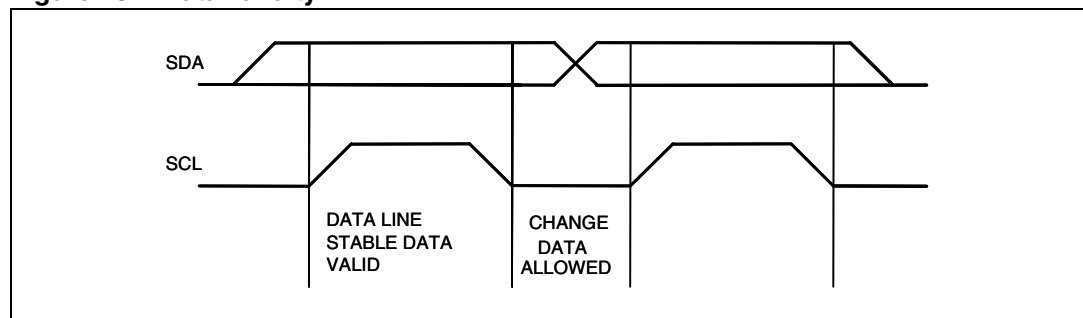 SDA
SCL
DATA LINE
STABLE DATA
VALID
CHANGE
DATA
ALLOWED